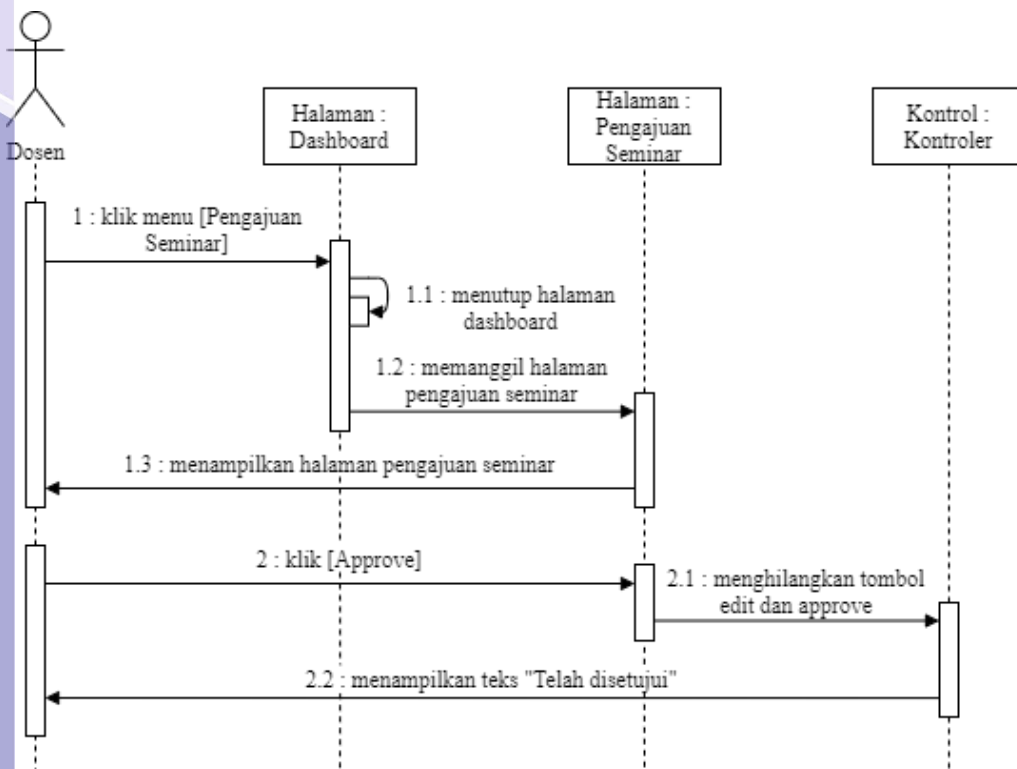 Dosen
Halaman :
Dashboard
Halaman :
Pengajuan
Seminar
Kontrol :
Kontroler
1 : klik menu [Pengajuan
Seminar]
1.1 : menutup halaman
dashboard
1.2 : memanggil halaman
pengajuan seminar
1.3 : menampilkan halaman pengajuan seminar
2 : klik [Approve]
2.1 : menghilangkan tombol
edit dan approve
2.2 : menampilkan teks "Telah disetujui"